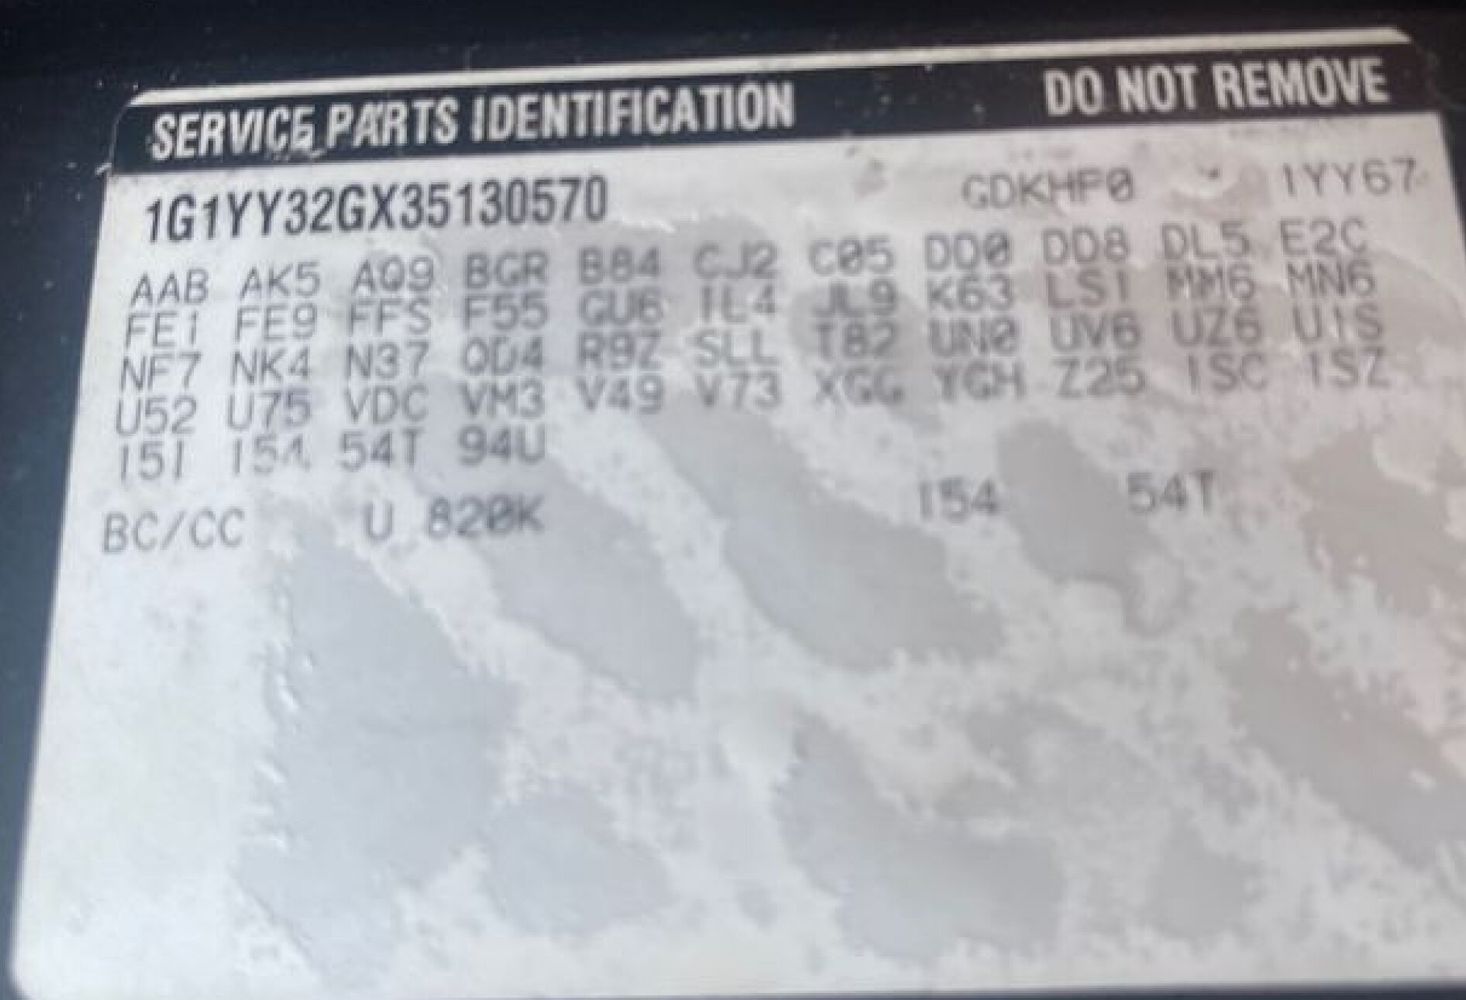 SERVICE PARTS IDENTIFICATION DO NOT REMOVE
1G1YY32GX35130570 GDKHF0 1YY67
AAB AK5 AQ9 BGR B84 CJ2 C05 DD0 DD8 DL5 E2C
FE1 FE9 FFS F55 GU6 IL4 JL9 K63 LS1 MM6 MN6
NF7 NK4 N37 QD4 R9Z SLL T82 UN0 UV6 UZ6 U1S
U52 U75 VDC VM3 V49 V73 XGG YGH Z25 1SC 1SZ
15I 15A 54T 94U
BC/CC U 820K 154 54T